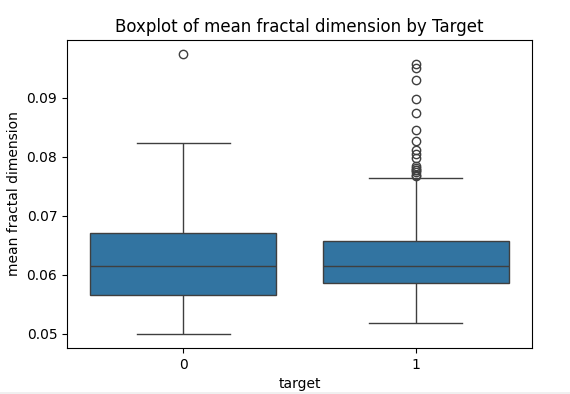 Boxplot of mean fractal dimension by Target
mean fractal dimension
0.09
0.08
0.07
0.06
0.05
0
1
target